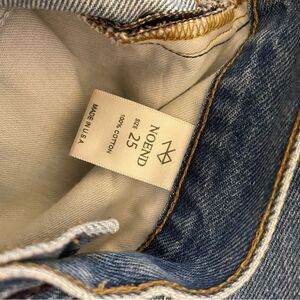 NOEND
SIZE 25
100% COTTON
MADE IN U.S.A